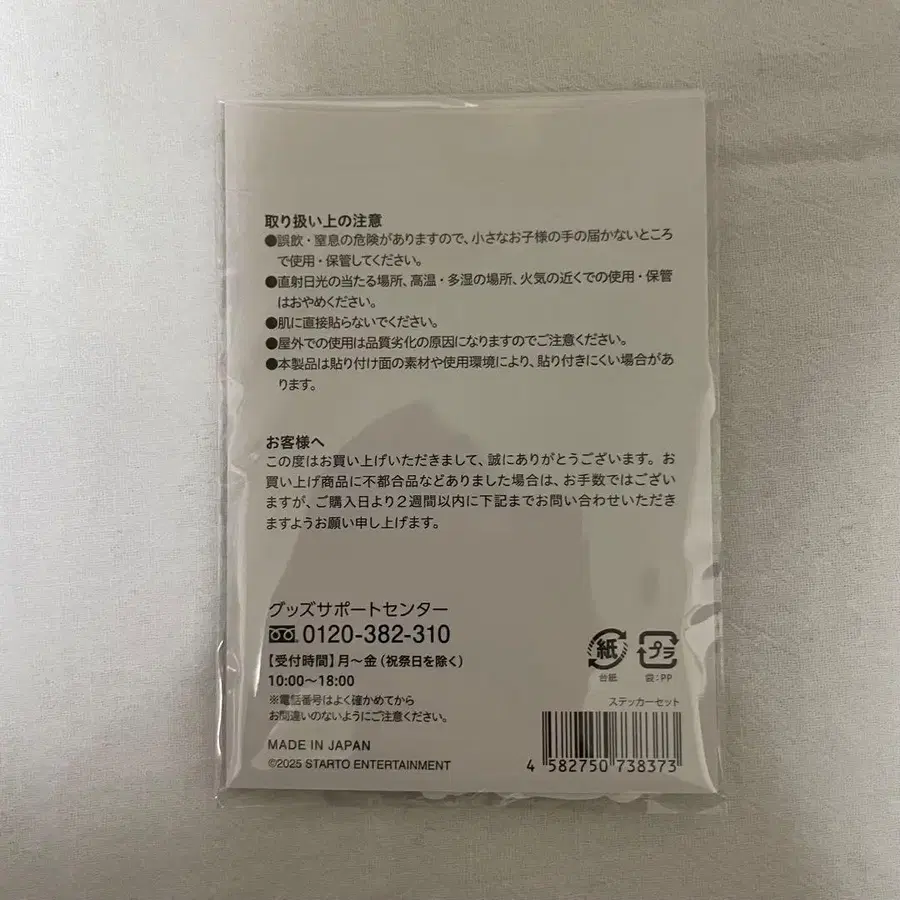 取り扱い上の注意
●誤飲・窒息の危険がありますので、小さなお子様の手の届かないところ
で使用・保管してください。
●直射日光の当たる場所、高温・多湿の場所、火気の近くでの使用・保管
はおやめください。
●肌に直接貼らないでください。
●屋外での使用は品質劣化の原因になりますのでご注意ください。
●本製品は貼り付け面の素材や使用環境により、貼り付きにくい場合があ
ります。
お客様へ
この度はお買い上げいただきまして、誠にありがとうございます。お
買い上げ商品に不都合品などありました場合は、お手数ではござい
ますが、ご購入日より2週間以内に下記までお問い合わせいただき
ますようお願い申し上げます。
グッズサポートセンター
0120-382-310
【受付時間】月〜金(祝祭日を除く)
10:00〜18:00
※電話番号はよく確かめてから
お間違いのないようにご注意ください。
MADE IN JAPAN
©2025 STARTO ENTERTAINMENT
紙 プラ
台紙 袋:PP
ステッカーセット
4 582750 738373